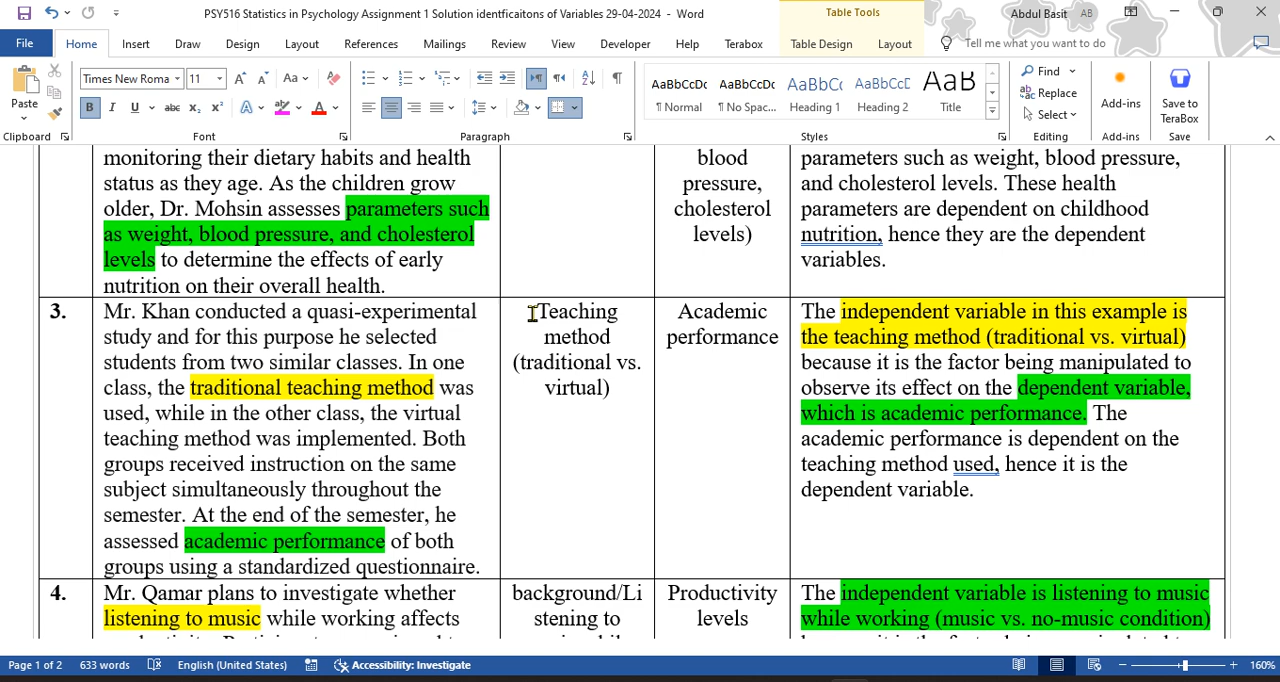 PSY516 Statistics in Psychology Assignment 1 Solution identficaitons of Variables 29-04-2024 - Word
Table Tools
Abdul Basit
AB
File Home Insert Draw Design Layout References Mailings Review View Developer Help Terabox Table Design Layout Tell me what you want to do
Times New Roma 11 A A Aa
AaBbCcDc AaBbCcDc AaBbC AaBbCcE AaB
Find
Paste
B I U abc x₂ x² A A
¶ Normal ¶ No Spac... Heading 1 Heading 2 Title
Replace
Select
Add-ins
Save to
TeraBox
Clipboard Font Paragraph Styles Editing Add-ins Save
monitoring their dietary habits and health
status as they age. As the children grow
older, Dr. Mohsin assesses parameters such
as weight, blood pressure, and cholesterol
levels to determine the effects of early
nutrition on their overall health.
blood
pressure,
cholesterol
levels)
parameters such as weight, blood pressure,
and cholesterol levels. These health
parameters are dependent on childhood
nutrition, hence they are the dependent
variables.
3.
Mr. Khan conducted a quasi-experimental
study and for this purpose he selected
students from two similar classes. In one
class, the traditional teaching method was
used, while in the other class, the virtual
teaching method was implemented. Both
groups received instruction on the same
subject simultaneously throughout the
semester. At the end of the semester, he
assessed academic performance of both
groups using a standardized questionnaire.
Teaching
method
(traditional vs.
virtual)
Academic
performance
The independent variable in this example is
the teaching method (traditional vs. virtual)
because it is the factor being manipulated to
observe its effect on the dependent variable,
which is academic performance. The
academic performance is dependent on the
teaching method used, hence it is the
dependent variable.
4.
Mr. Qamar plans to investigate whether
listening to music while working affects
background/Li
stening to
Productivity
levels
The independent variable is listening to music
while working (music vs. no-music condition)
Page 1 of 2 633 words English (United States) Accessibility: Investigate 160%